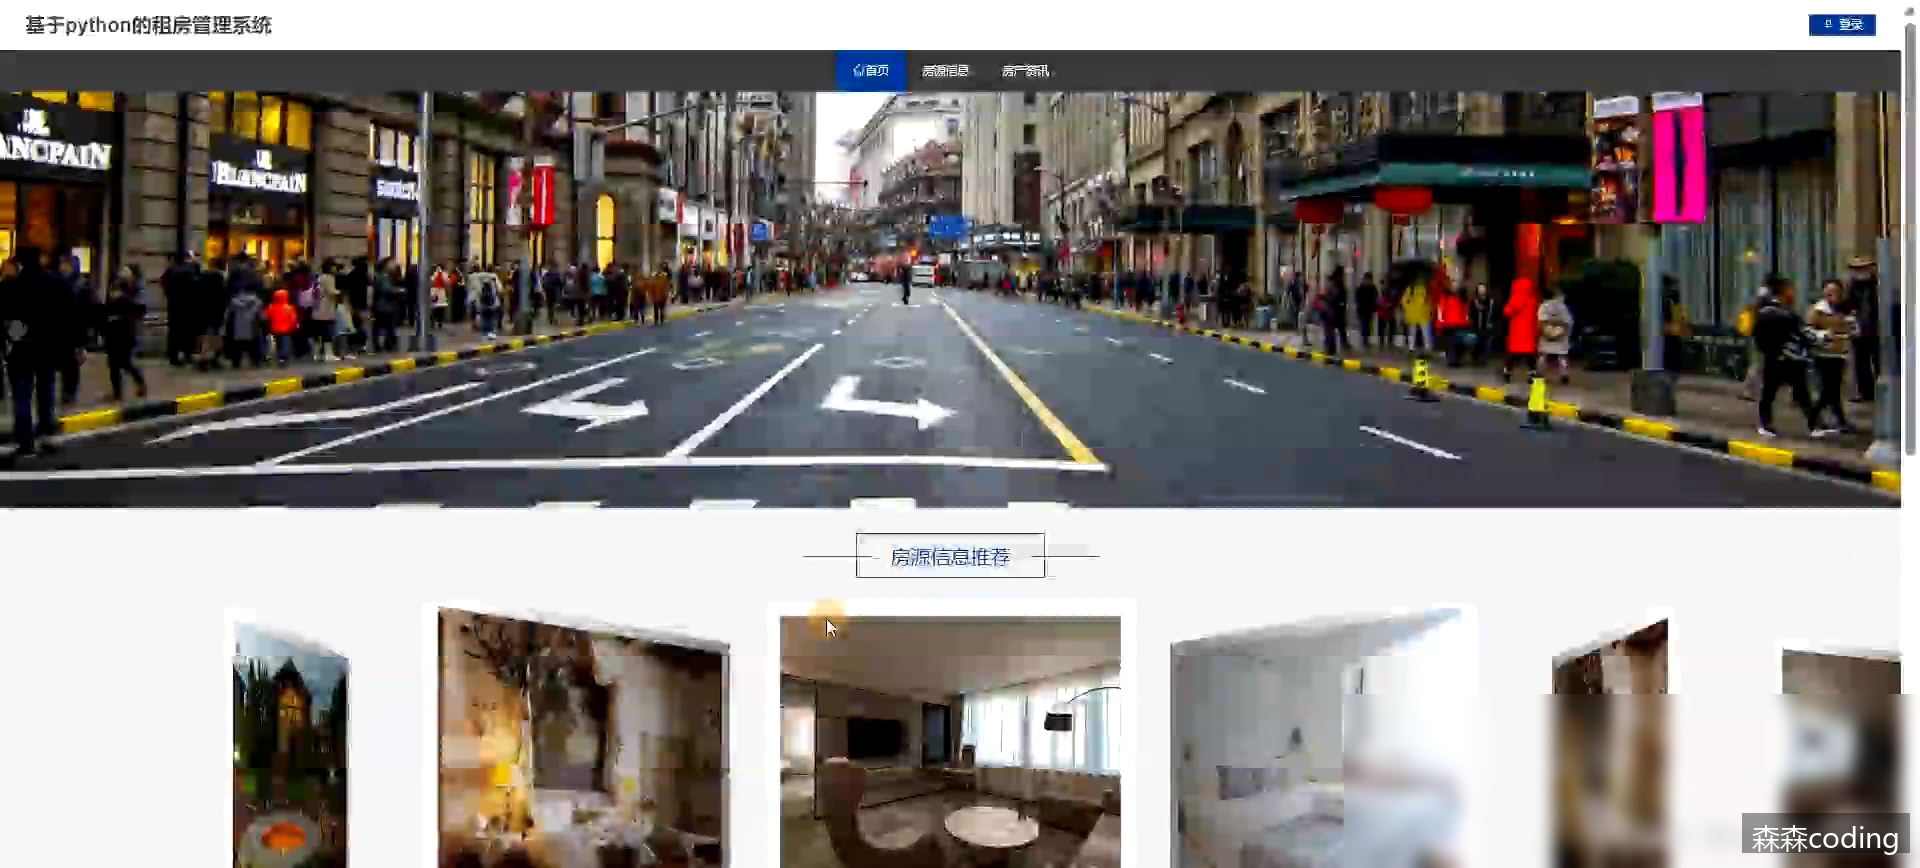 基于python的租房管理系统
登录
首页
房源信息
房产资讯
ANCPAIN
BLANCPAIN
房源信息推荐
森森coding